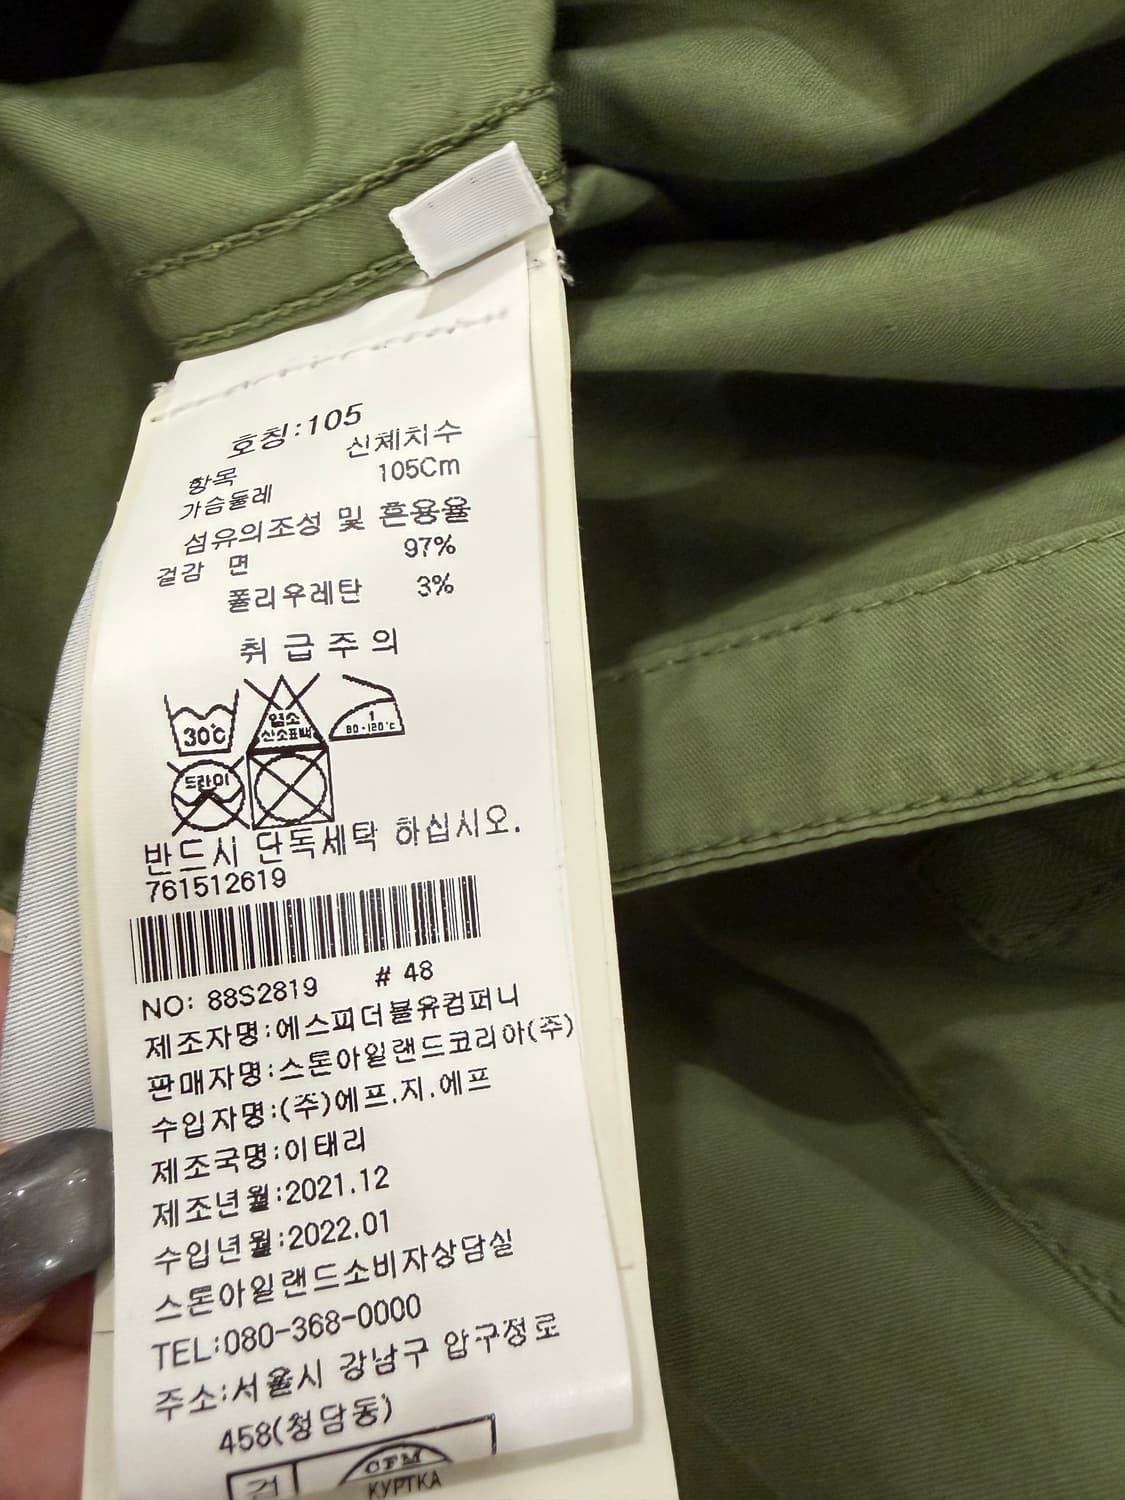 호칭:105
항목 신체치수
가슴둘레 105Cm
섬유의조성 및 혼용율
겉감 면 97%
폴리우레탄 3%
취급주의
30℃
염소
산소표백
1
80-120℃
드라이
반드시 단독세탁 하십시오.
761512619
NO: 88S2819 # 48
제조자명:에스피더블유컴퍼니
판매자명:스톤아일랜드코리아(주)
수입자명:(주)에프.지.에프
제조국명:이태리
제조년월:2021.12
수입년월:2022.01
스톤아일랜드소비자상담실
TEL:080-368-0000
주소:서울시 강남구 압구정로
458(청담동)
검
CFM
КУРТКА